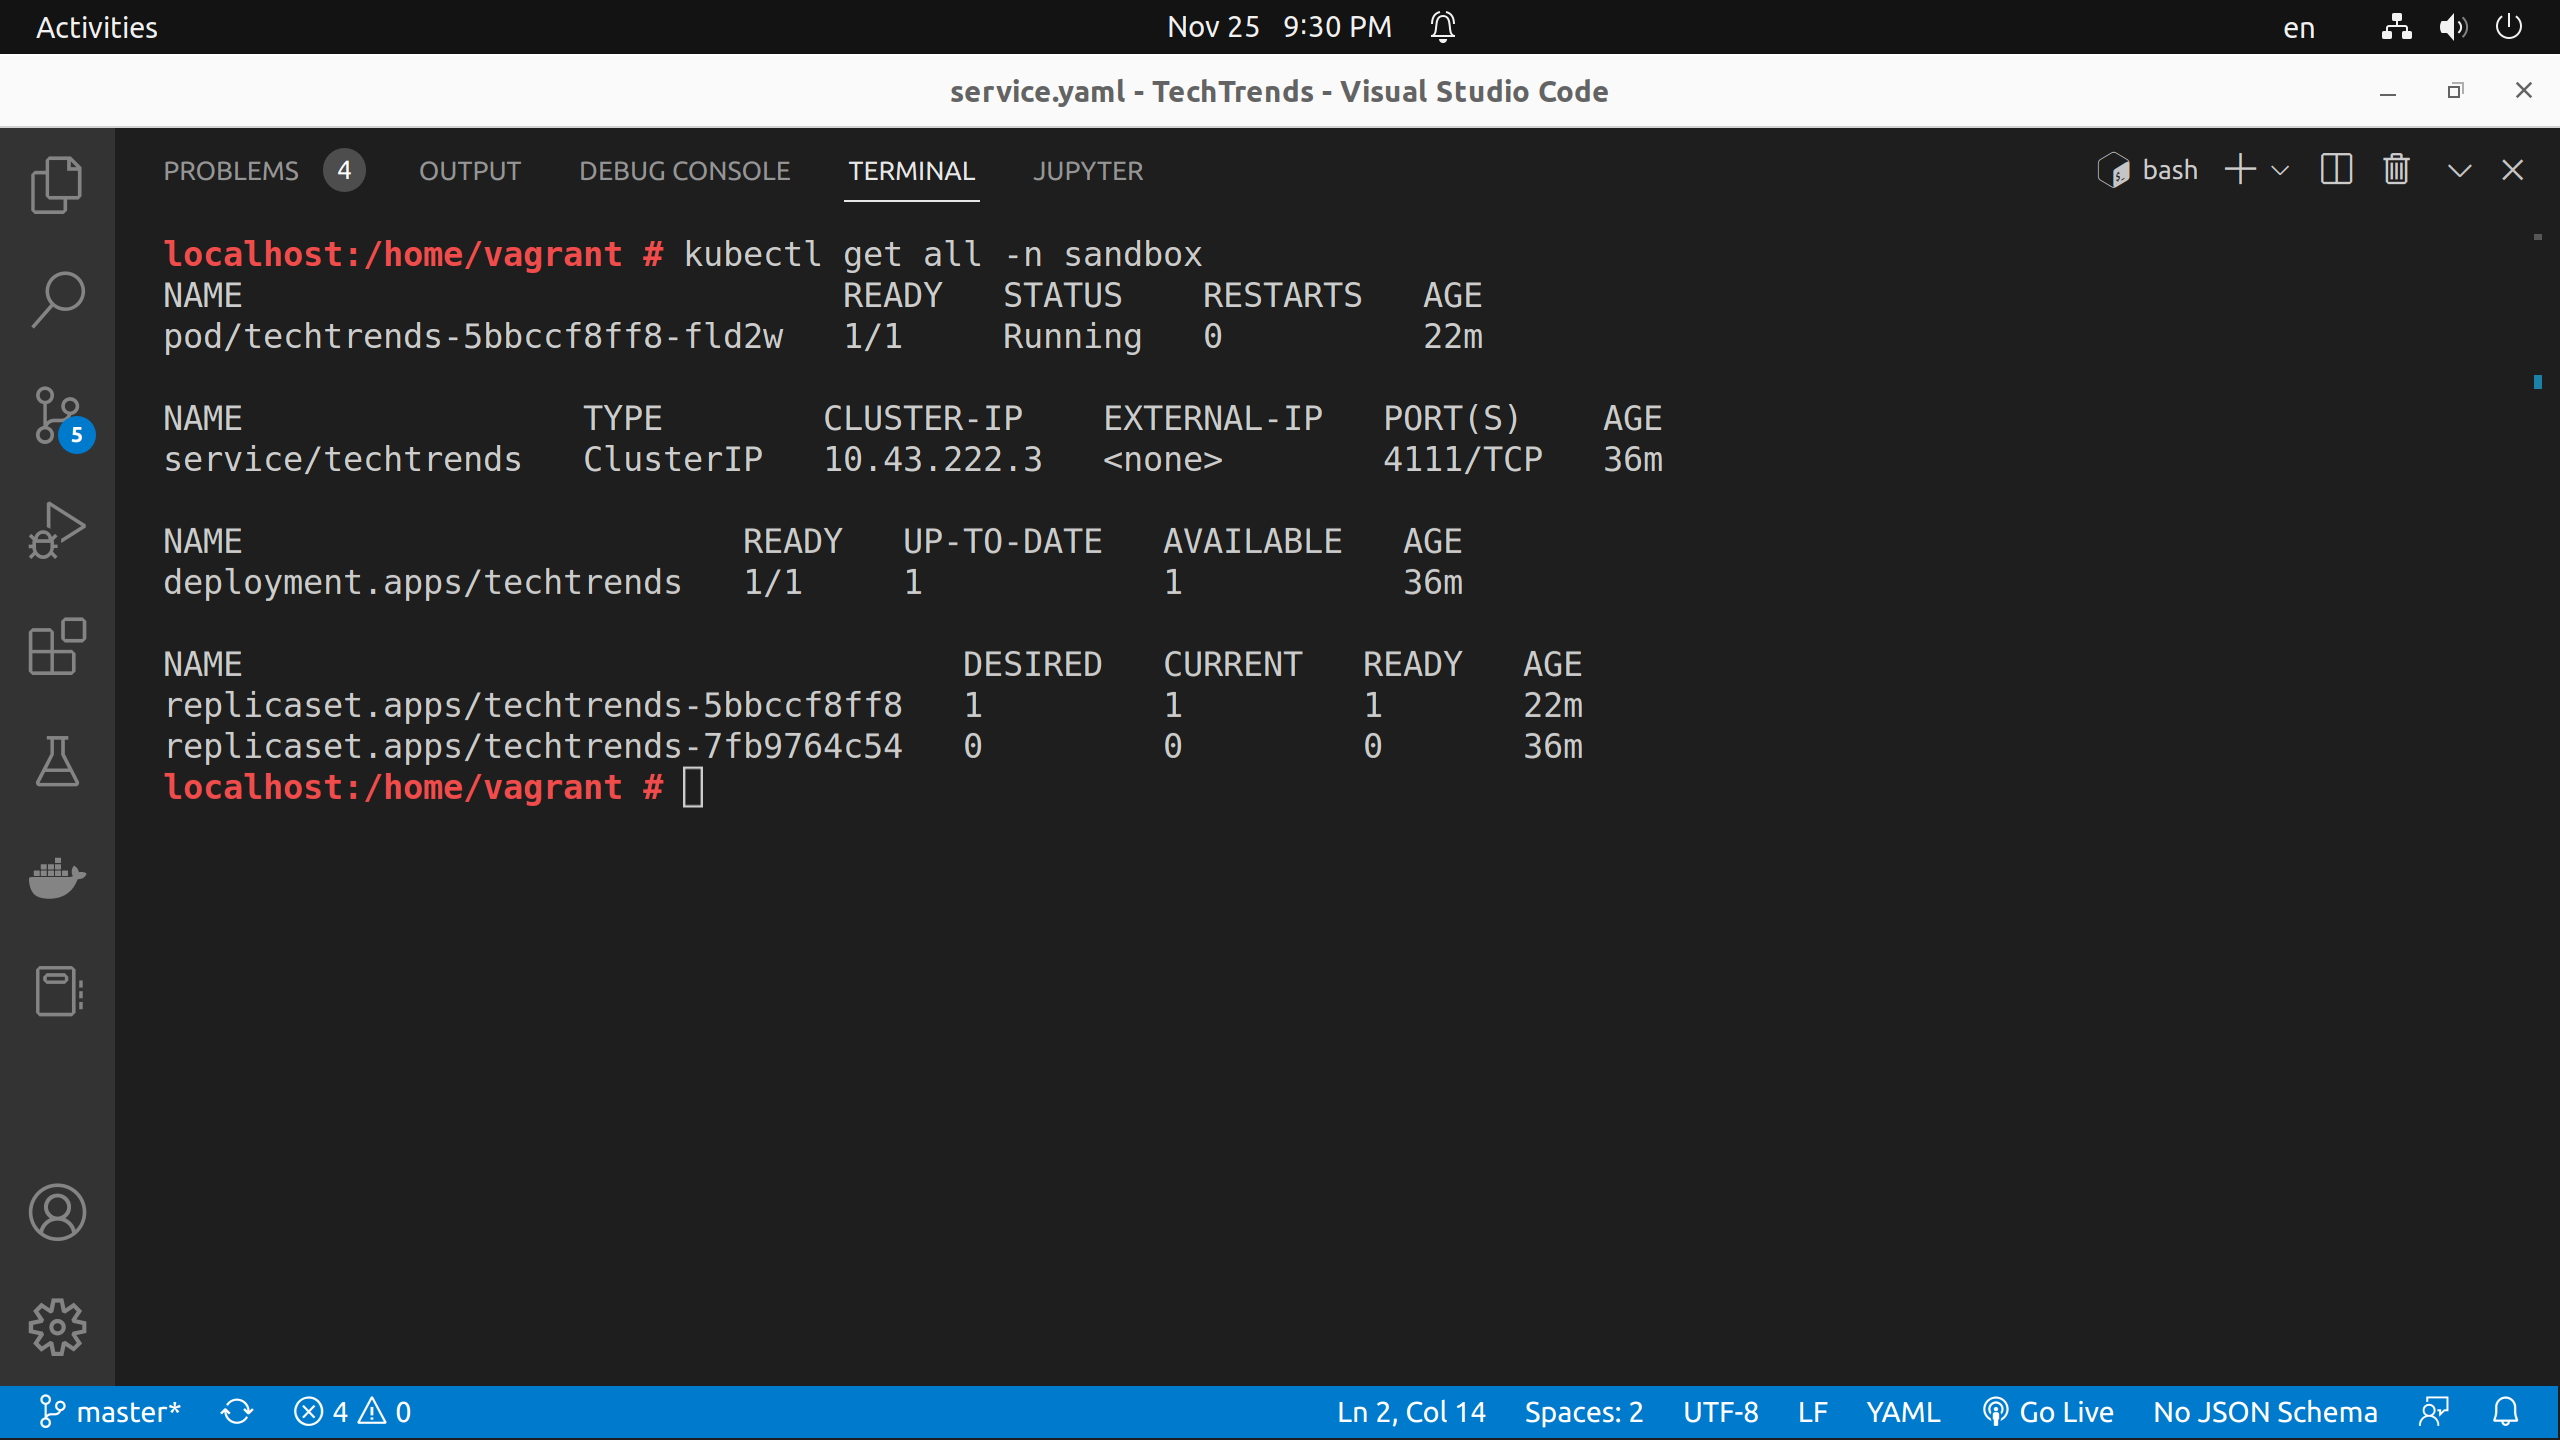 Activities Nov 25 9:30 PM en
service.yaml - TechTrends - Visual Studio Code
PROBLEMS 4 OUTPUT DEBUG CONSOLE TERMINAL JUPYTER bash
localhost:/home/vagrant # kubectl get all -n sandbox
NAME READY STATUS RESTARTS AGE
pod/techtrends-5bbccf8ff8-fld2w 1/1 Running 0 22m
NAME TYPE CLUSTER-IP EXTERNAL-IP PORT(S) AGE
service/techtrends ClusterIP 10.43.222.3 <none> 4111/TCP 36m
NAME READY UP-TO-DATE AVAILABLE AGE
deployment.apps/techtrends 1/1 1 1 36m
NAME DESIRED CURRENT READY AGE
replicaset.apps/techtrends-5bbccf8ff8 1 1 1 22m
replicaset.apps/techtrends-7fb9764c54 0 0 0 36m
localhost:/home/vagrant #
5
master* 4 0 Ln 2, Col 14 Spaces: 2 UTF-8 LF YAML Go Live No JSON Schema